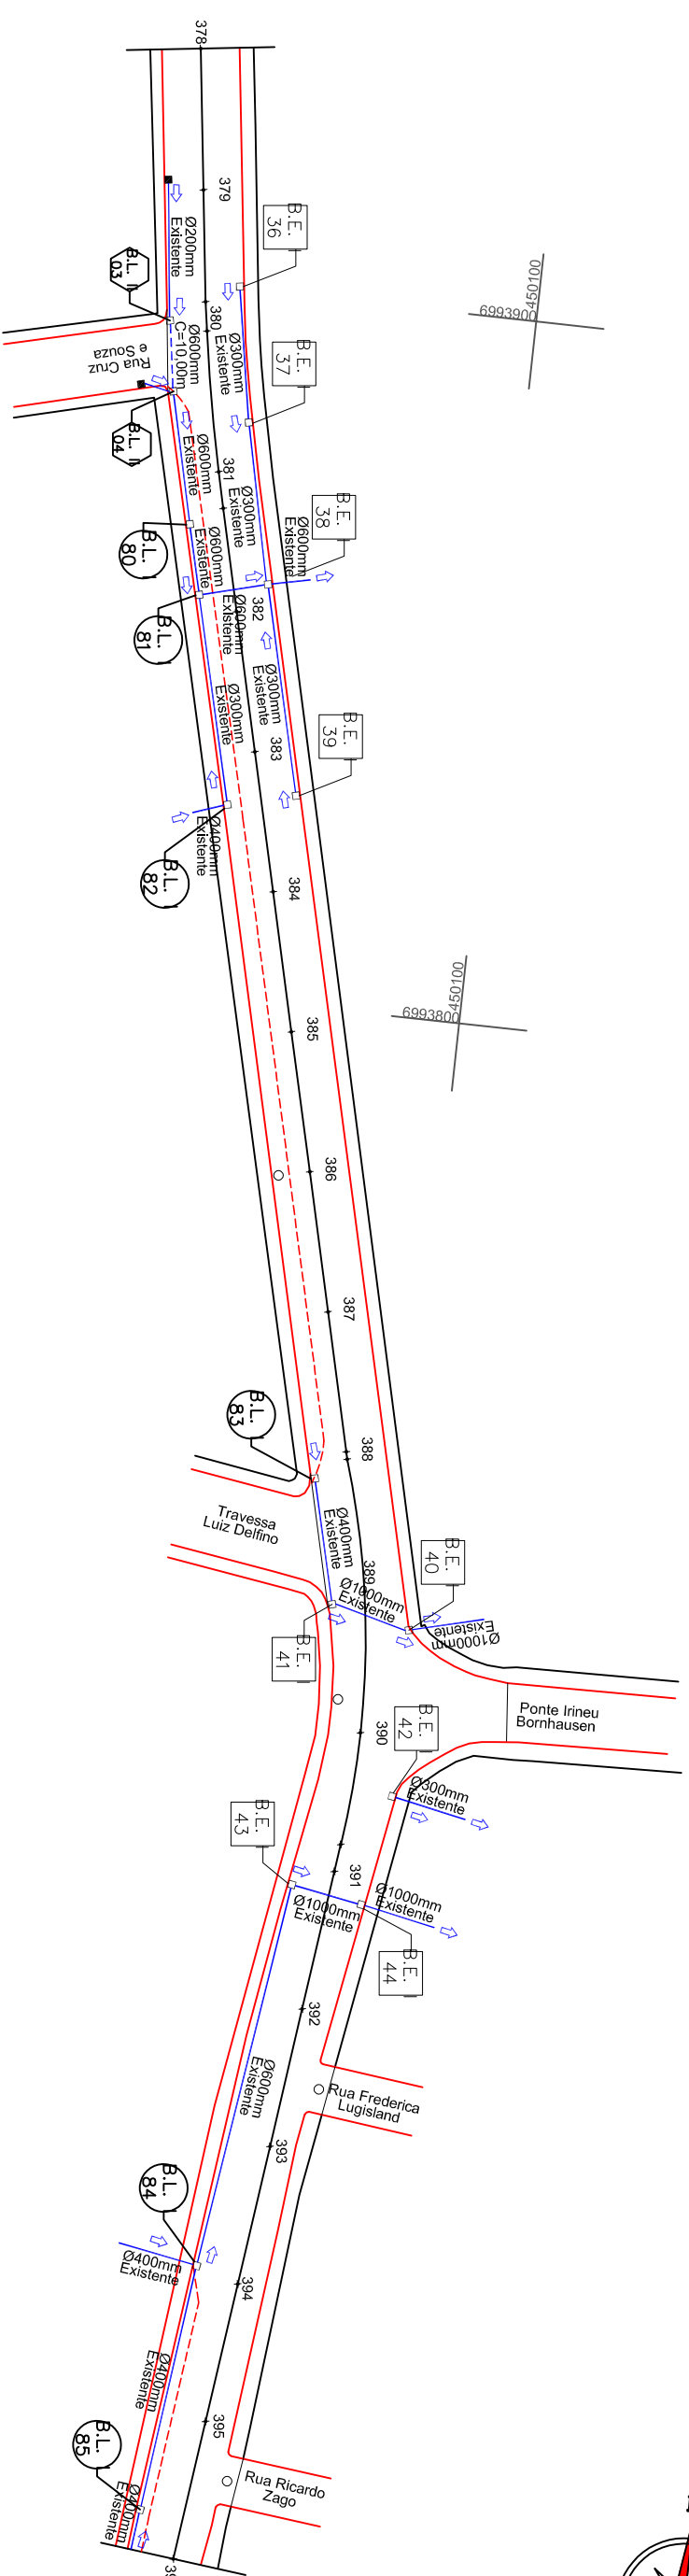 378
379
B.E.
36
450100
6993900
Ø200mm
Existente
B.L. II
03
380
Ø600mm
C=10,00m
Ø300mm
Existente
B.E.
37
Rua Cruz
e Souza
B.L. II
04
Ø600mm
Existente
381
Ø300mm
Existente
B.E.
38
Ø600mm
Existente
B.L. I
80
Ø600mm
Existente
B.L. I
81
Ø600mm
Existente
382
Ø300mm
Existente
Ø300mm
Existente
383
B.E.
39
Ø400mm
Existente
B.L. I
82
384
450100
6993800
385
386
387
B.L. I
83
388
Travessa
Luiz Delfino
Ø400mm
Existente
389
Ø1000mm
Existente
B.E.
40
Ø1000mm
Existente
B.E.
41
390
B.E.
42
Ponte Irineu
Bornhausen
Ø300mm
Existente
B.E.
43
391
Ø1000mm
Existente
Ø1000mm
Existente
B.E.
44
392
Ø600mm
Existente
Rua Frederica
Lugisland
393
B.L. I
84
Ø400mm
Existente
394
Ø400mm
Existente
395
B.L. I
85
Rua Ricardo
Zago
Ø400mm
Existente